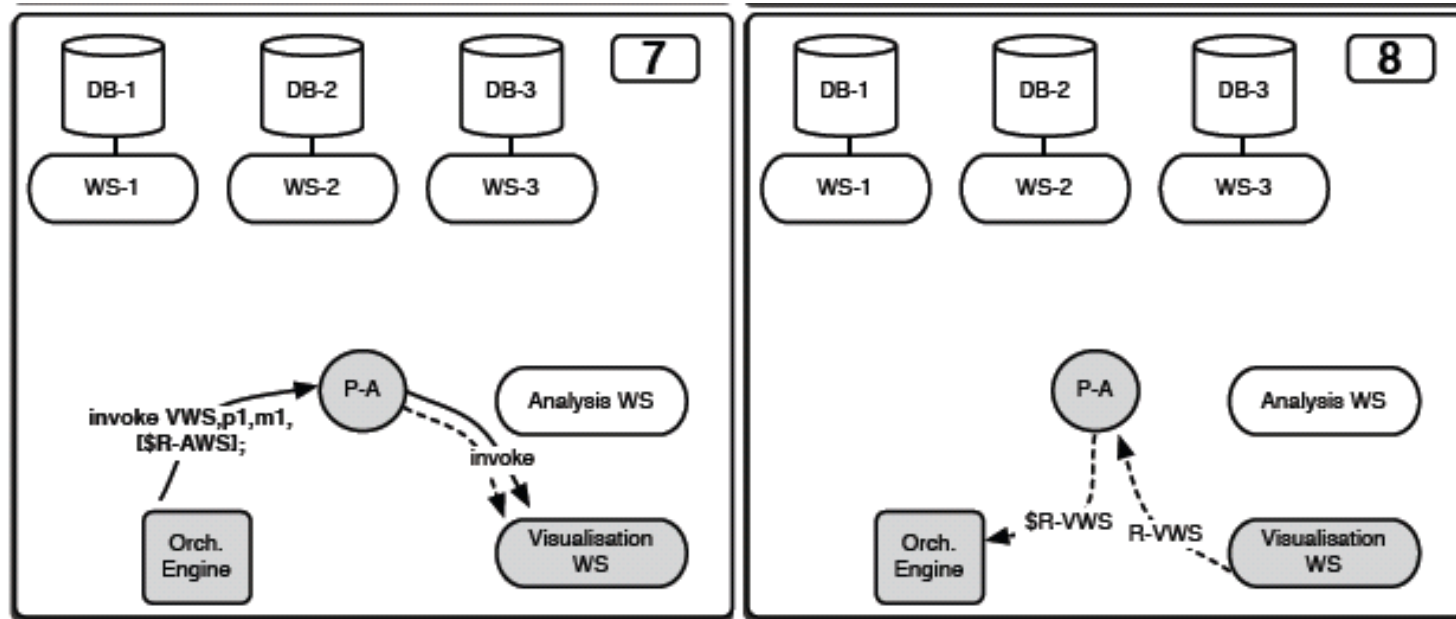 7
DB-1
DB-2
DB-3
WS-1
WS-2
WS-3
P-A
Analysis WS
invoke VWS,p1,m1,
[$R-AWS];
invoke
Orch.
Engine
Visualisation
WS
8
DB-1
DB-2
DB-3
WS-1
WS-2
WS-3
P-A
Analysis WS
$R-VWS
R-VWS
Orch.
Engine
Visualisation
WS